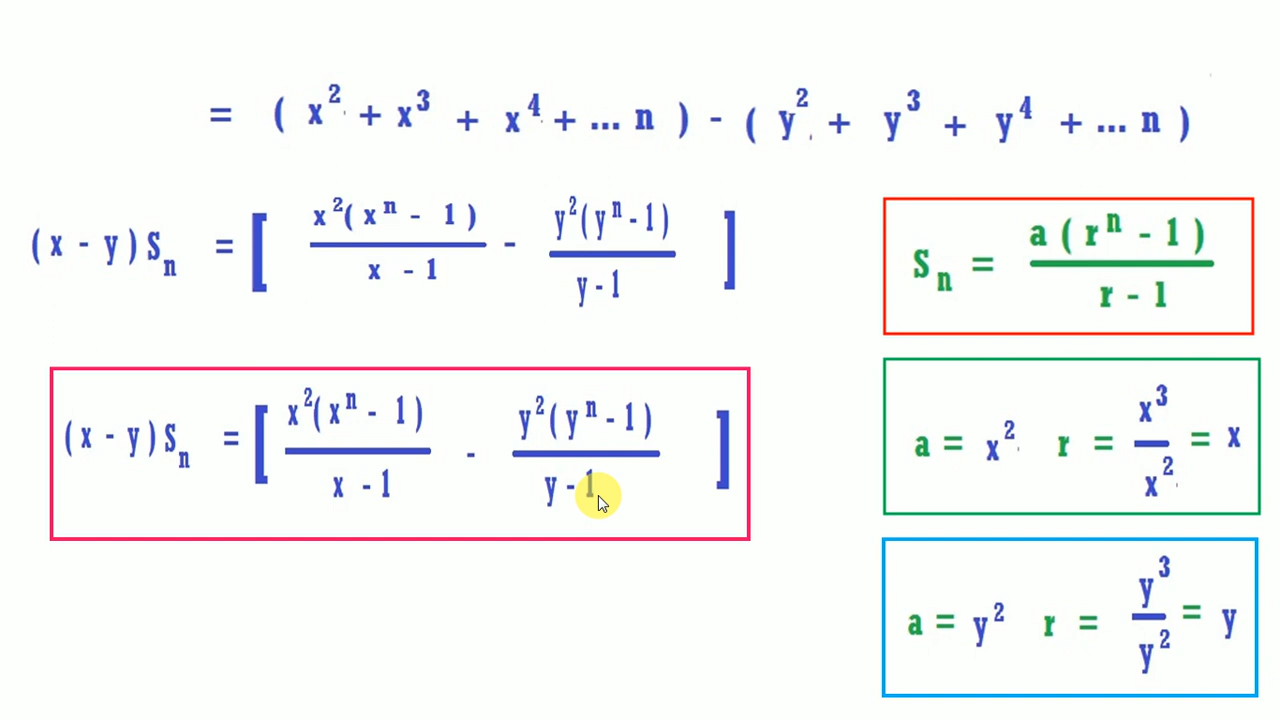 = ( x² + x³ + x⁴ + ... n ) - ( y² + y³ + y⁴ + ... n )
(x - y) Sₙ = [ x²(xⁿ - 1) / x - 1 - y²(yⁿ - 1) / y - 1 ]
Sₙ = a(rⁿ - 1) / r - 1
(x - y) Sₙ = [ x²(xⁿ - 1) / x - 1 - y²(yⁿ - 1) / y - 1 ]
a = x² r = x³ / x² = x
a = y² r = y³ / y² = y